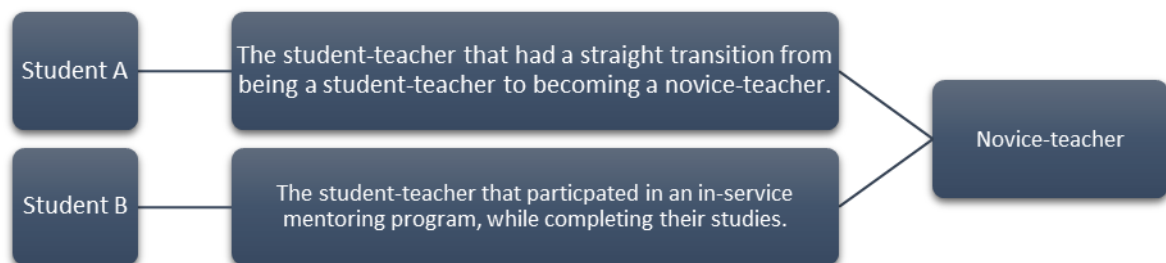 Student A
The student-teacher that had a straight transition from
being a student-teacher to becoming a novice-teacher.
Novice-teacher
Student B
The student-teacher that particpated in an in-service
mentoring program, while completing their studies.